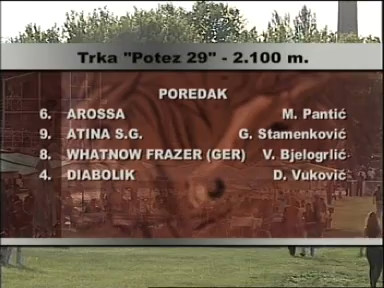 Trka "Potez 29" - 2.100 m.
POREDAK
6. AROSSA M. Pantić
9. ATINA S.G. G. Stamenković
8. WHATNOW FRAZER (GER) V. Bjelogrlić
4. DIABOLIK D. Vuković